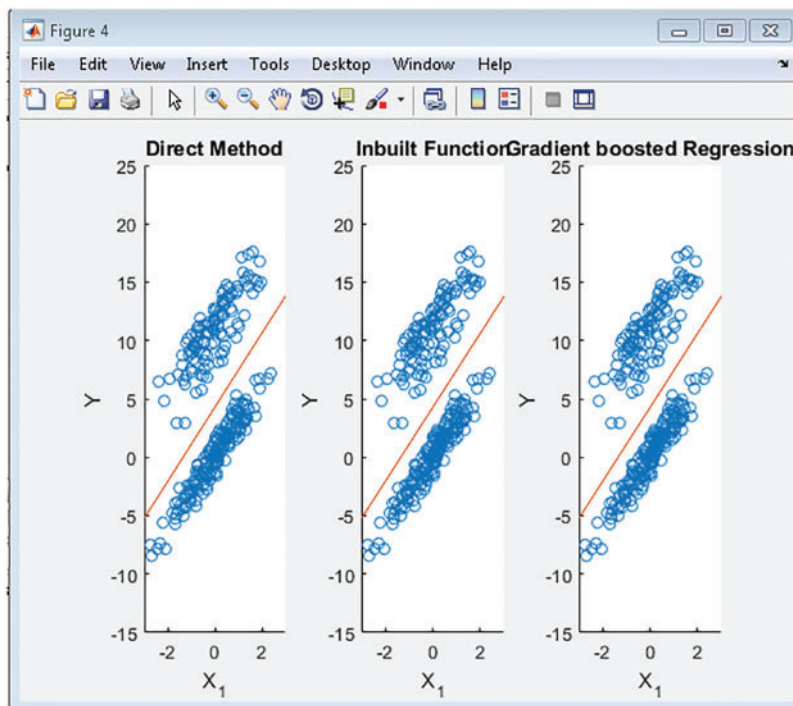 Figure 4
File Edit View Insert Tools Desktop Window Help
Direct Method
25
20
15
10
5
0
-5
-10
-15
Y
-2 0 2
X1
Inbuilt Function
25
20
15
10
5
0
-5
-10
-15
Y
-2 0 2
X1
Gradient boosted Regression
25
20
15
10
5
0
-5
-10
-15
Y
-2 0 2
X1